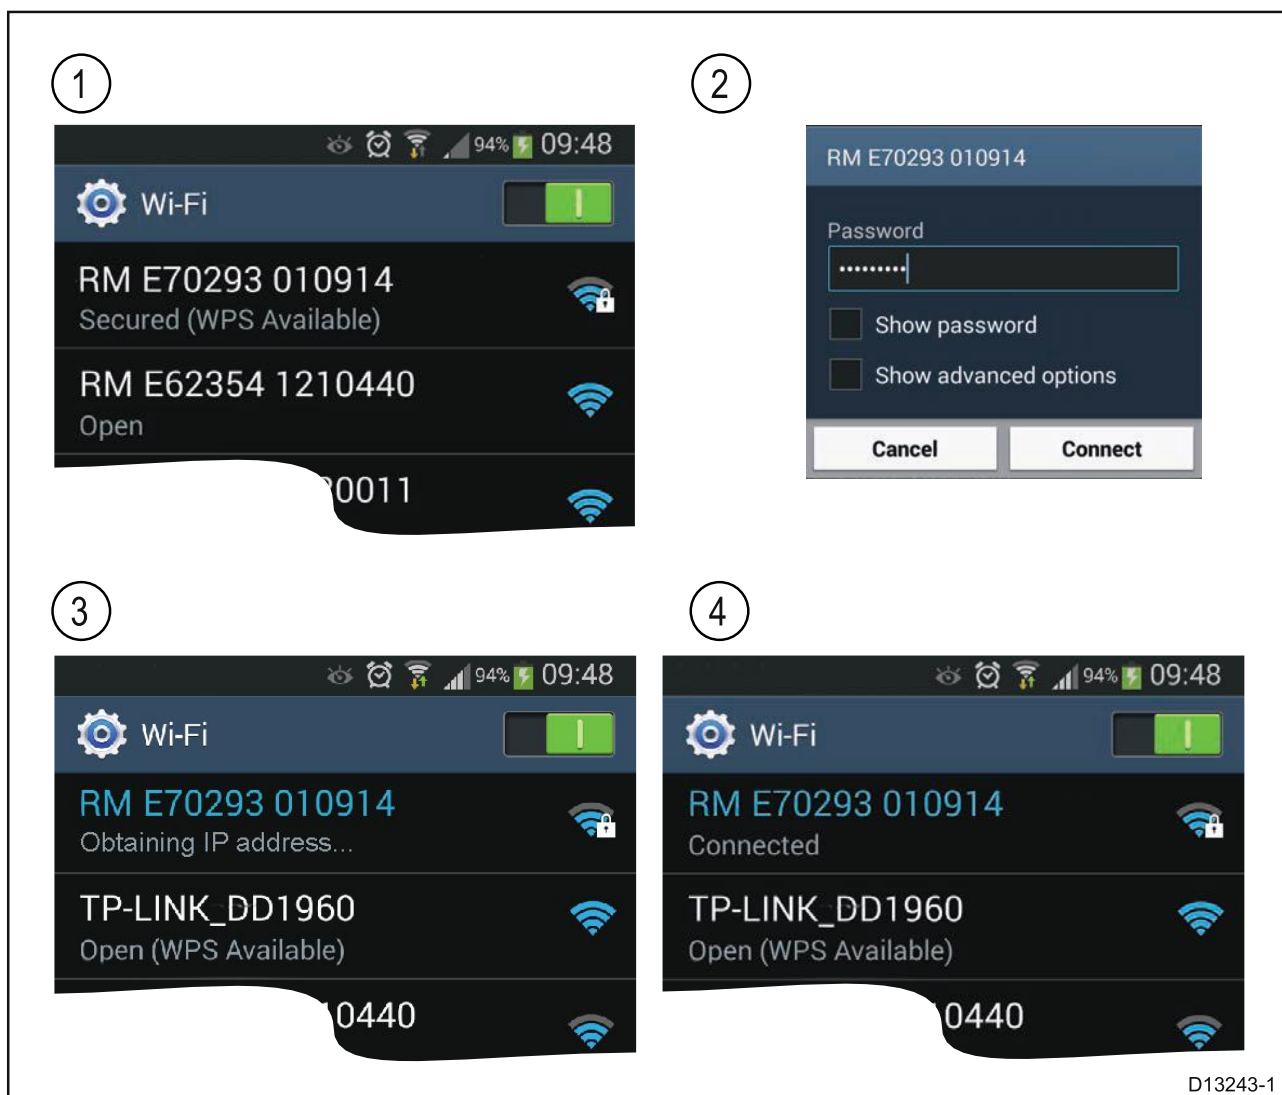 1
94% 09:48
Wi-Fi
RM E70293 010914
Secured (WPS Available)
RM E62354 1210440
Open
0011
2
RM E70293 010914
Password
•••••••••
Show password
Show advanced options
Cancel
Connect
3
94% 09:48
Wi-Fi
RM E70293 010914
Obtaining IP address...
TP-LINK_DD1960
Open (WPS Available)
0440
4
94% 09:48
Wi-Fi
RM E70293 010914
Connected
TP-LINK_DD1960
Open (WPS Available)
0440
D13243-1